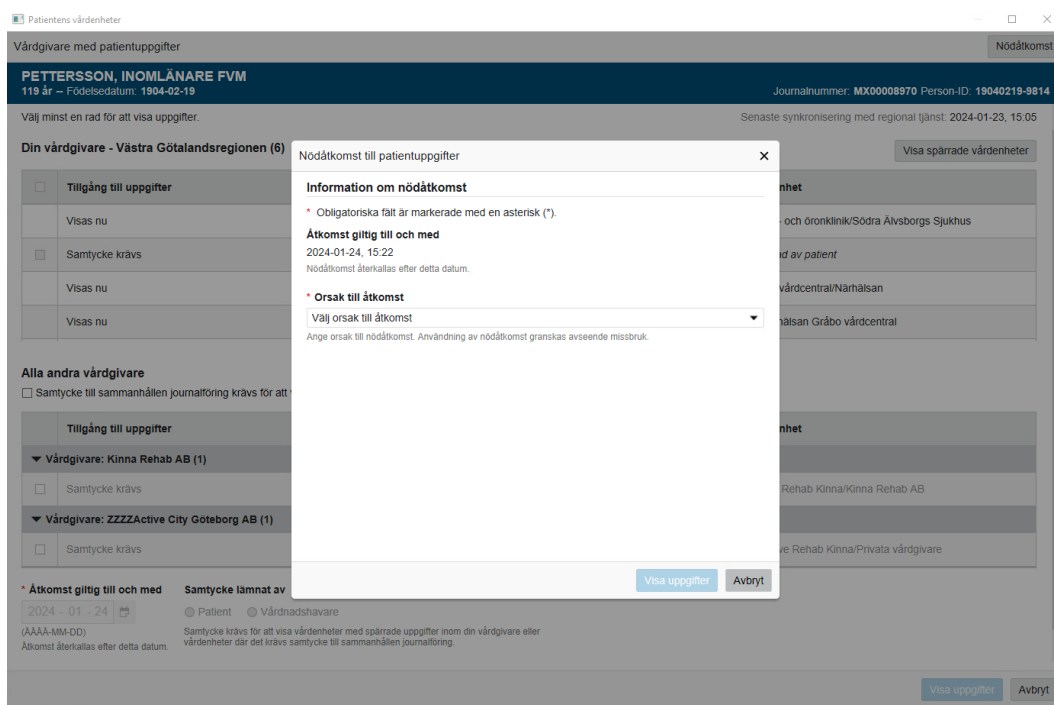 Patientens vårdenheter
Vårdgivare med patientuppgifter
Nödåtkomst
PETTERSSON, INOMLÄNARE FVM
119 år -- Födelsedatum: 1904-02-19
Journalnummer: MX00008970 Person-ID: 19040219-9814
Välj minst en rad för att visa uppgifter.
Senaste synkronisering med regional tjänst: 2024-01-23, 15:05
Din vårdgivare - Västra Götalandsregionen (6)
Visa spärrade vårdenheter
Tillgång till uppgifter
nhet
Visas nu
och öronklinik/Södra Älvsborgs Sjukhus
Samtycke krävs
d av patient
Visas nu
vårdcentral/Närhälsan
Visas nu
hälsan Gråbo vårdcentral
Nödåtkomst till patientuppgifter
Information om nödåtkomst
* Obligatoriska fält är markerade med en asterisk (*).
Åtkomst giltig till och med
2024-01-24, 15:22
Nödåtkomst återkallas efter detta datum.
* Orsak till åtkomst
Välj orsak till åtkomst
Ange orsak till nödåtkomst. Användning av nödåtkomst granskas avseende missbruk.
Visa uppgifter
Avbryt
Alla andra vårdgivare
Samtycke till sammanhållen journalföring krävs för att
Tillgång till uppgifter
nhet
Vårdgivare: Kinna Rehab AB (1)
Samtycke krävs
Rehab Kinna/Kinna Rehab AB
Vårdgivare: ZZZZActive City Göteborg AB (1)
Samtycke krävs
ve Rehab Kinna/Privata vårdgivare
* Åtkomst giltig till och med
Samtycke lämnat av
2024 - 01 - 24
Patient
Vårdnadshavare
(ÅÅÅÅ-MM-DD)
Åtkomst återkallas efter detta datum.
Samtycke krävs för att visa vårdenheter med spärrade uppgifter inom din vårdgivare eller
vårdenheter där det krävs samtycke till sammanhållen journalföring.
Visa uppgifter
Avbryt